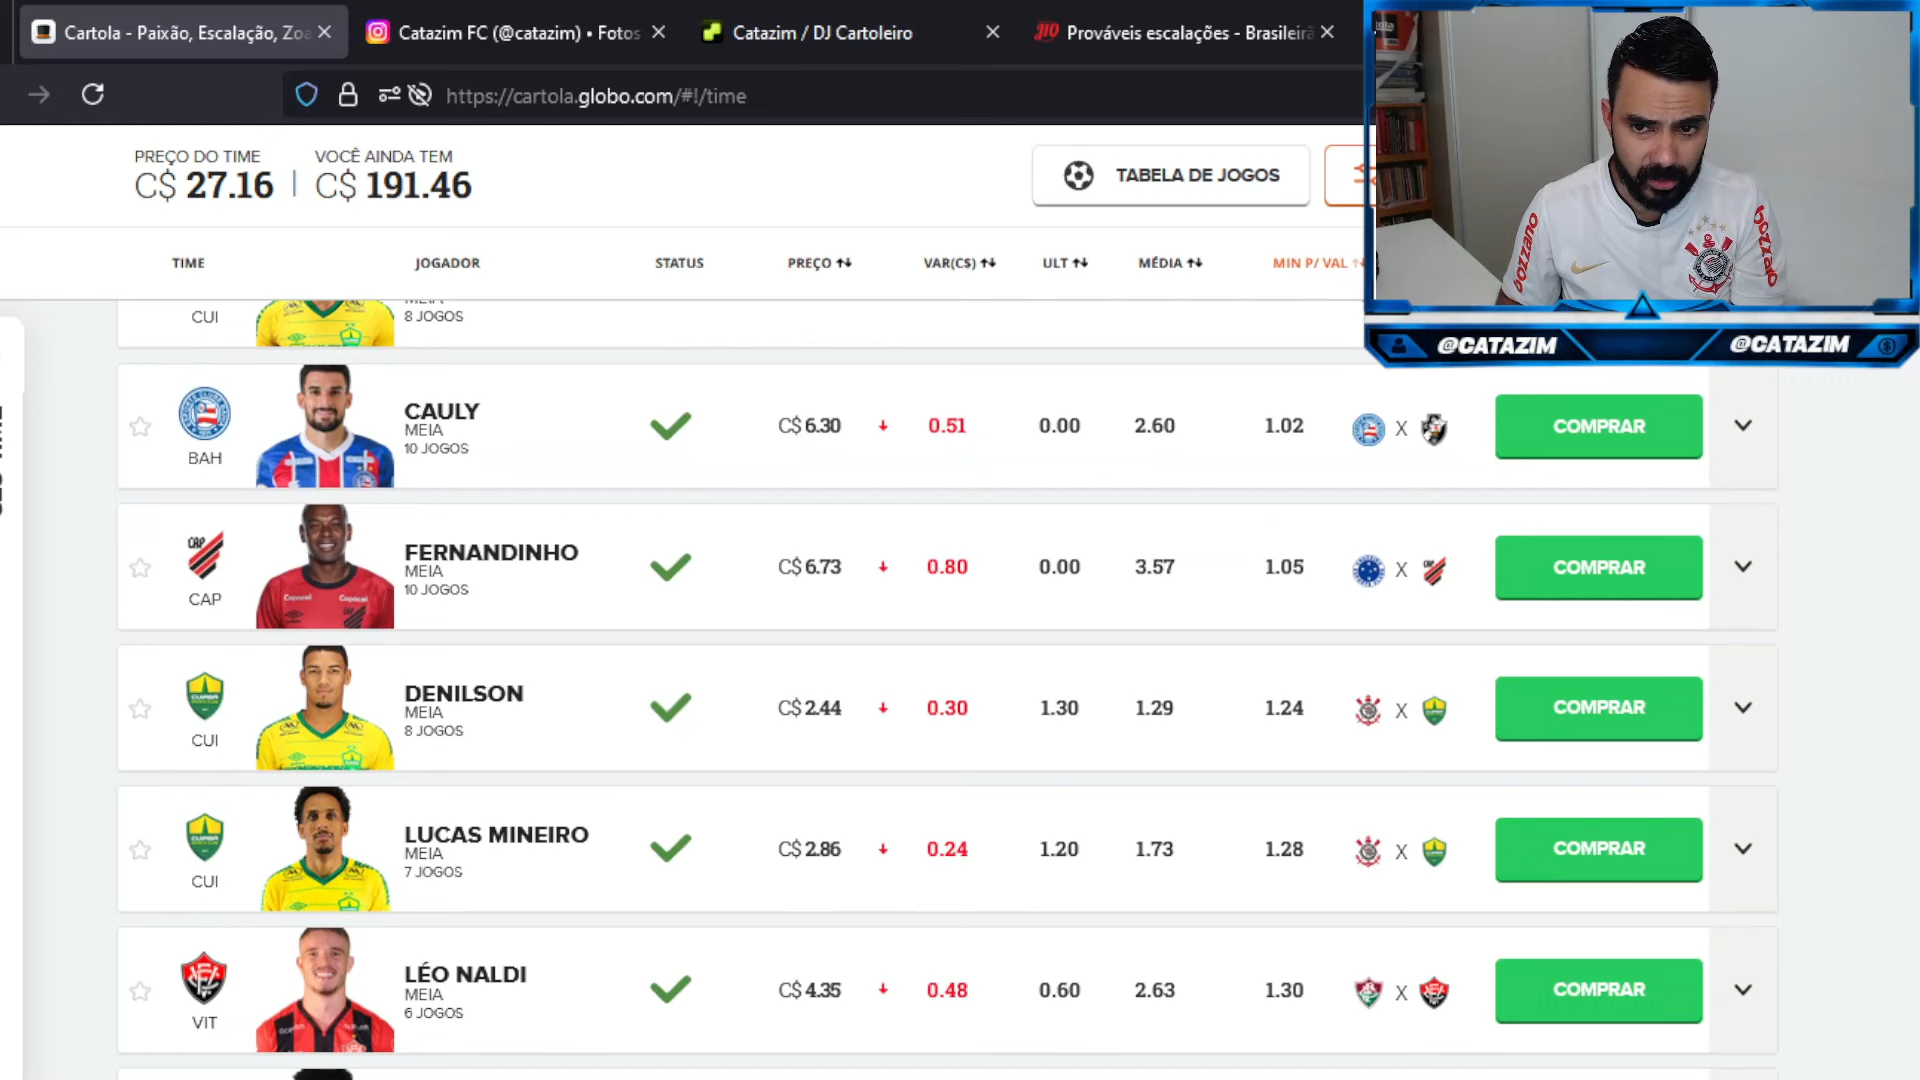 Cartola - Paixão, Escalação, Zoa
Catazim FC (@catazim) • Fotos
Catazim / DJ Cartoleiro
Prováveis escalações - Brasileirã
https://cartola.globo.com/#!/time
PREÇO DO TIME
C$ 27.16
VOCÊ AINDA TEM
C$ 191.46
TABELA DE JOGOS
bozzano
bozzano
@CATAZIM
@CATAZIM
TIME JOGADOR STATUS PREÇO VAR(C$) ULT MÉDIA MIN P/ VAL
CUI
MEIA
8 JOGOS
BAH
CAULY
MEIA
10 JOGOS
C$ 6.30 0.51 0.00 2.60 1.02 X COMPRAR
CAP
CAP
FERNANDINHO
MEIA
10 JOGOS
C$ 6.73 0.80 0.00 3.57 1.05 X COMPRAR
CUI
DENILSON
MEIA
8 JOGOS
C$ 2.44 0.30 1.30 1.29 1.24 X COMPRAR
CUI
LUCAS MINEIRO
MEIA
7 JOGOS
C$ 2.86 0.24 1.20 1.73 1.28 X COMPRAR
VIT
LÉO NALDI
MEIA
6 JOGOS
C$ 4.35 0.48 0.60 2.63 1.30 X COMPRAR